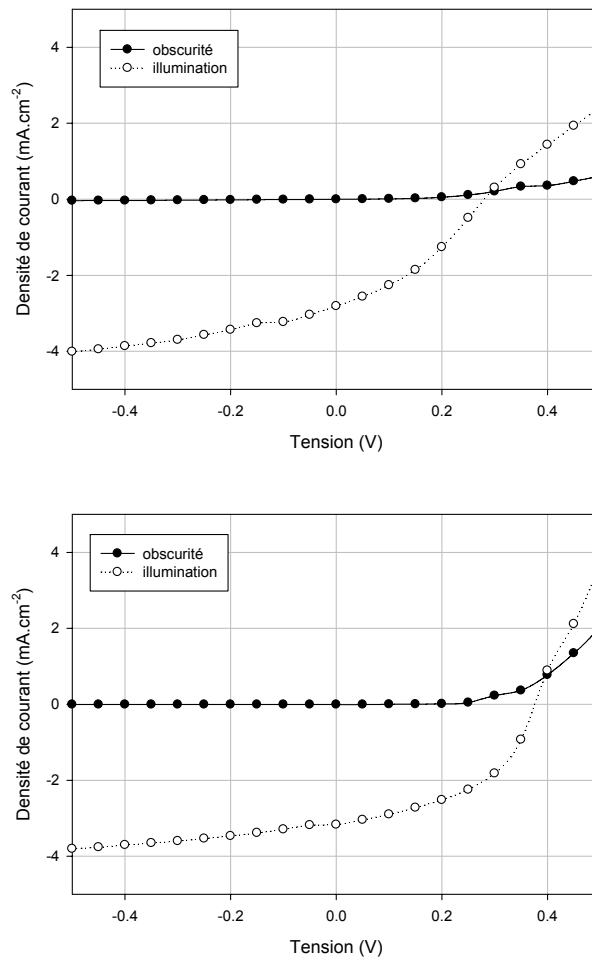 obscurité
illumination
Densité de courant (mA.cm-2)
4
2
0
-2
-4
-0.4 -0.2 0.0 0.2 0.4
Tension (V)
obscurité
illumination
Densité de courant (mA.cm-2)
4
2
0
-2
-4
-0.4 -0.2 0.0 0.2 0.4
Tension (V)